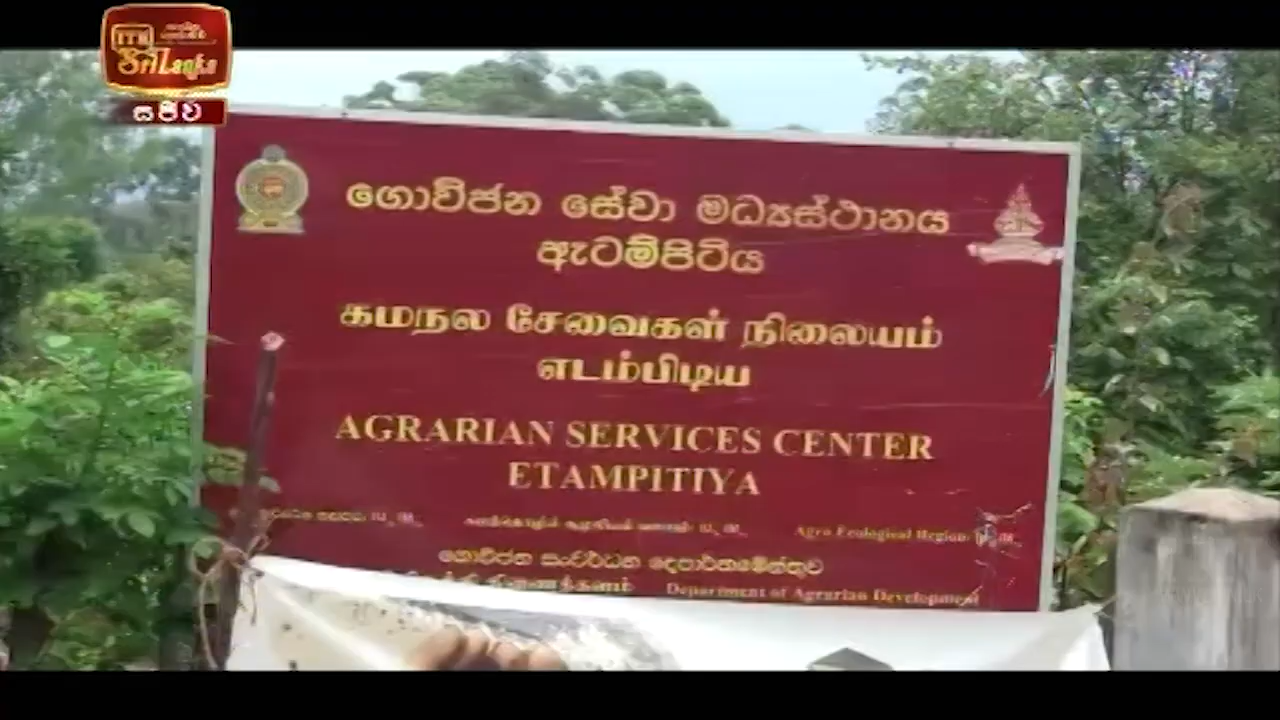 ITN
Sri Lanka
සජීව
ගොවිජන සේවා මධ්‍යස්ථානය
ඇටම්පිටිය
கமநல சேவைகள் நிலையம்
எடம்பிடிய
AGRARIAN SERVICES CENTER
ETAMPITIYA
Agro Ecological Region:
ගොවිජන සංවර්ධන දෙපාර්තමේන්තුව
திணைக்களம் Department of Agrarian Development